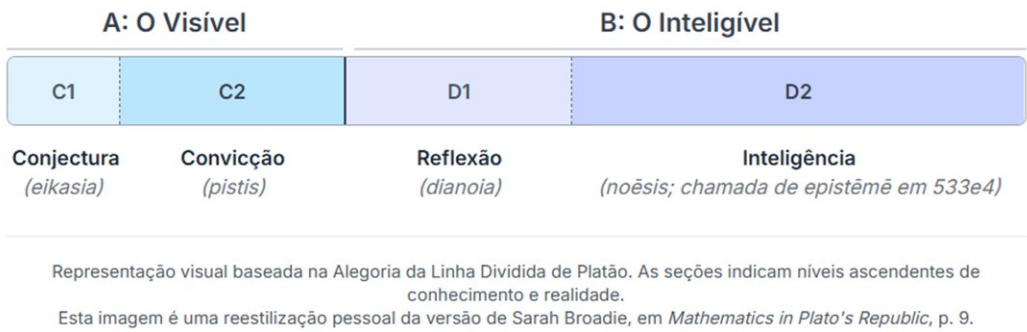 A: O Visível
B: O Inteligível
C1
C2
D1
D2
Conjectura
(eikasia)
Convicção
(pistis)
Reflexão
(dianoia)
Inteligência
(noēsis; chamada de epistēmē em 533e4)
Representação visual baseada na Alegoria da Linha Dividida de Platão. As seções indicam níveis ascendentes de
conhecimento e realidade.
Esta imagem é uma reestilização pessoal da versão de Sarah Broadie, em Mathematics in Plato's Republic, p. 9.